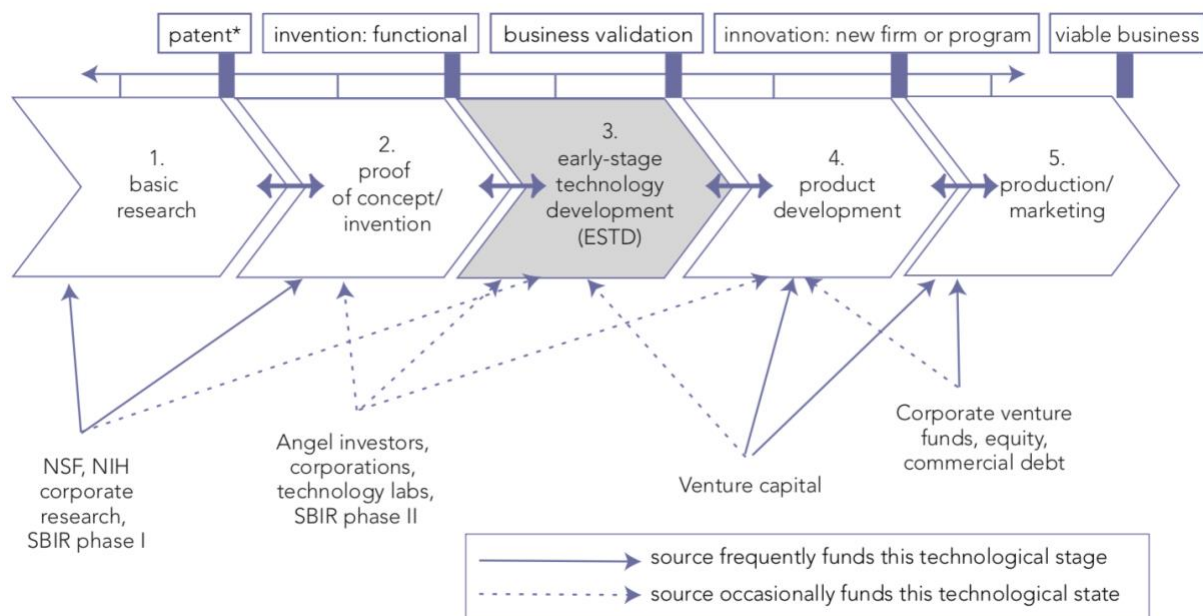 patent*
invention: functional
business validation
innovation: new firm or program
viable business
1.
basic
research
2.
proof
of concept/
invention
3.
early-stage
technology
development
(ESTD)
4.
product
development
5.
production/
marketing
NSF, NIH
corporate
research,
SBIR phase I
Angel investors,
corporations,
technology labs,
SBIR phase II
Venture capital
Corporate venture
funds, equity,
commercial debt
source frequently funds this technological stage
source occasionally funds this technological state